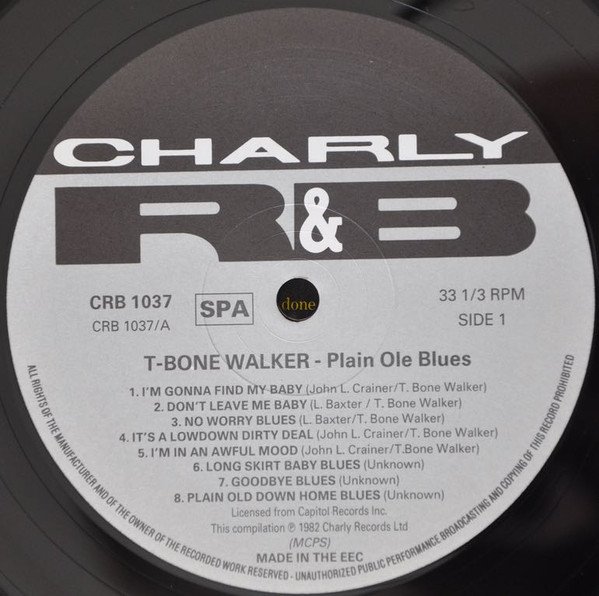 CHARLY
R&B
CRB 1037
CRB 1037/A
SPA
done
33 1/3 RPM
SIDE 1
T-BONE WALKER - Plain Ole Blues
1. I'M GONNA FIND MY BABY (John L. Crainer/T. Bone Walker)
2. DON'T LEAVE ME BABY (L. Baxter / T. Bone Walker)
3. NO WORRY BLUES (L. Baxter / T. Bone Walker)
4. IT'S A LOWDOWN DIRTY DEAL (John L. Crainer/T. Bone Walker)
5. I'M IN AN AWFUL MOOD (John L. Crainer/T.Bone Walker)
6. LONG SKIRT BABY BLUES (Unknown)
7. GOODBYE BLUES (Unknown)
8. PLAIN OLD DOWN HOME BLUES (Unknown)
Licensed from Capitol Records Inc.
This compilation ℗ 1982 Charly Records Ltd
(MCPS)
MADE IN THE EEC
ALL RIGHTS OF THE MANUFACTURER AND OF THE OWNER OF THE RECORDED WORK RESERVED - UNAUTHORIZED PUBLIC PERFORMANCE BROADCASTING AND COPYING OF THIS RECORD PROHIBITED